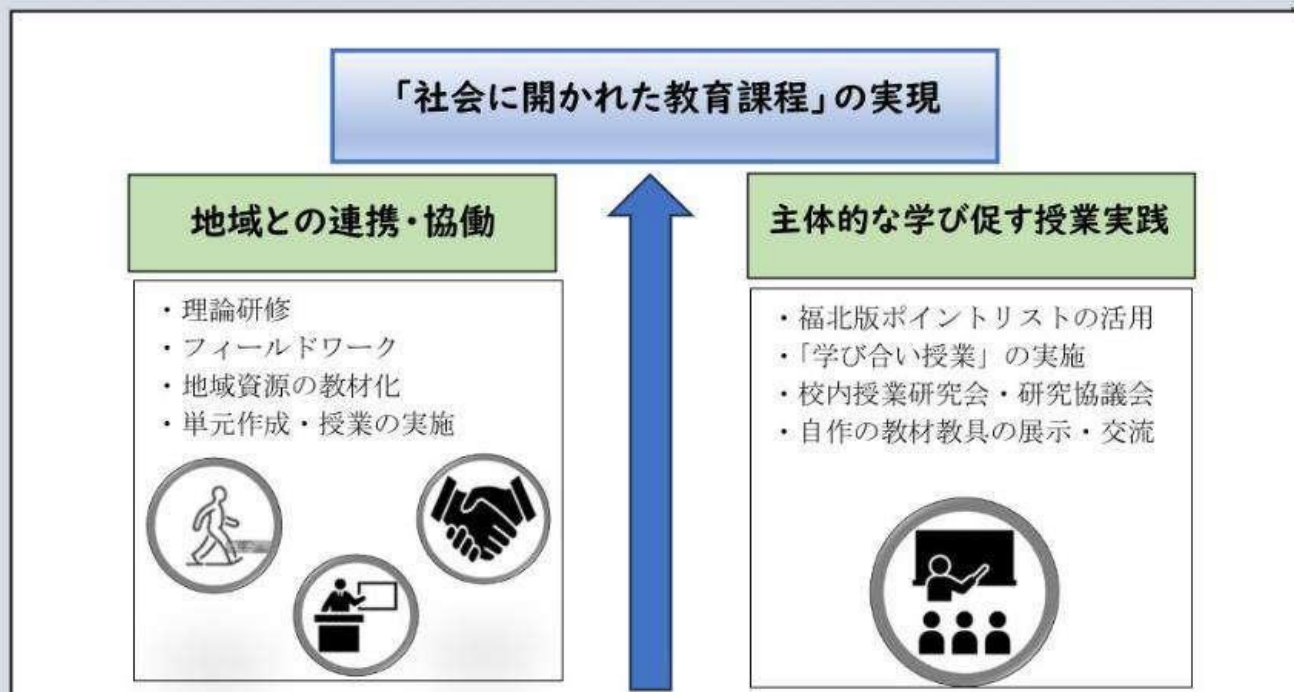 「社会に開かれた教育課程」の実現
地域との連携・協働
・理論研修
・フィールドワーク
・地域資源の教材化
・単元作成・授業の実施
主体的な学び促す授業実践
・福北版ポイントリストの活用
・「学び合い授業」の実施
・校内授業研究会・研究協議会
・自作の教材教具の展示・交流